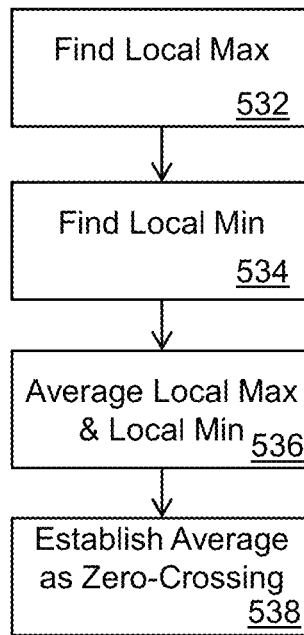 Find Local Max
532
Find Local Min
534
Average Local Max
& Local Min 536
Establish Average
as Zero-Crossing
538